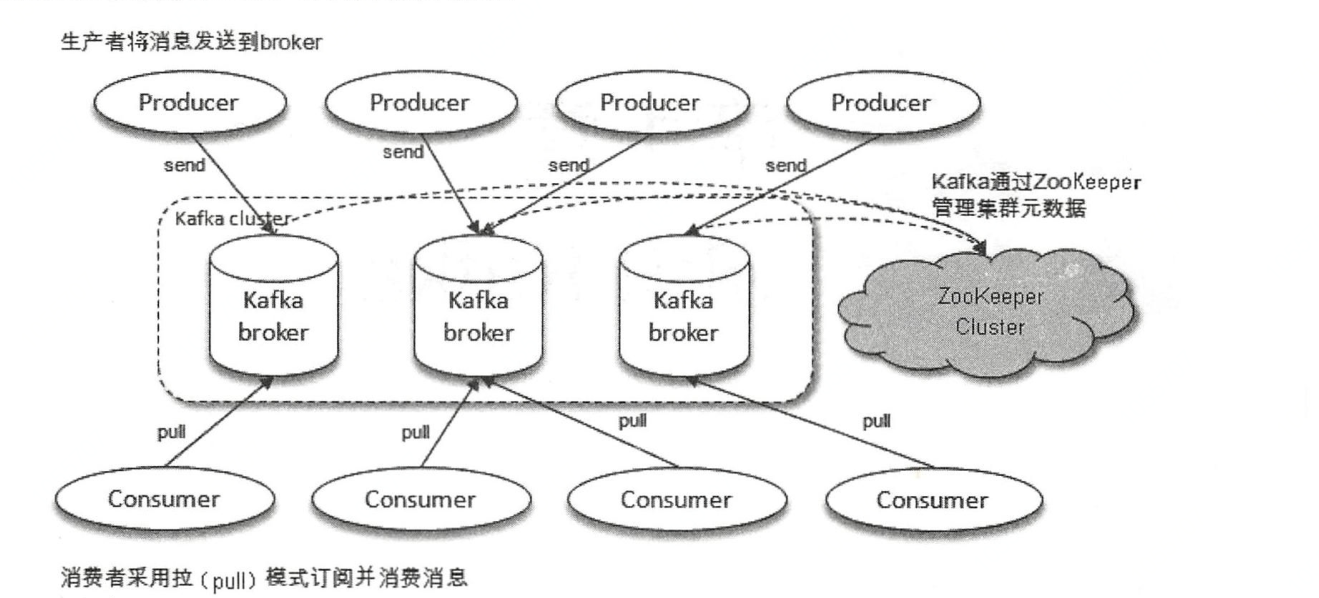 生产者将消息发送到broker
Producer
Producer
Producer
Producer
send
send
send
send
Kafka通过ZooKeeper
管理集群元数据
Kafka cluster
Kafka
broker
Kafka
broker
Kafka
broker
ZooKeeper
Cluster
pull
pull
pull
pull
Consumer
Consumer
Consumer
Consumer
消费者采用拉（pull）模式订阅并消费消息